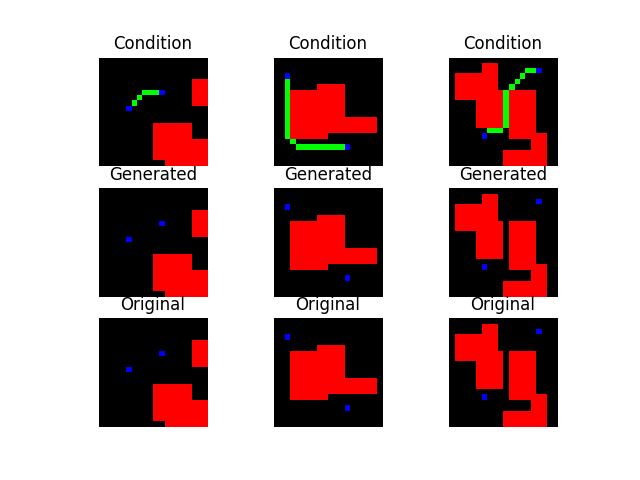 Condition Condition Condition
Generated Generated Generated
Original Original Original